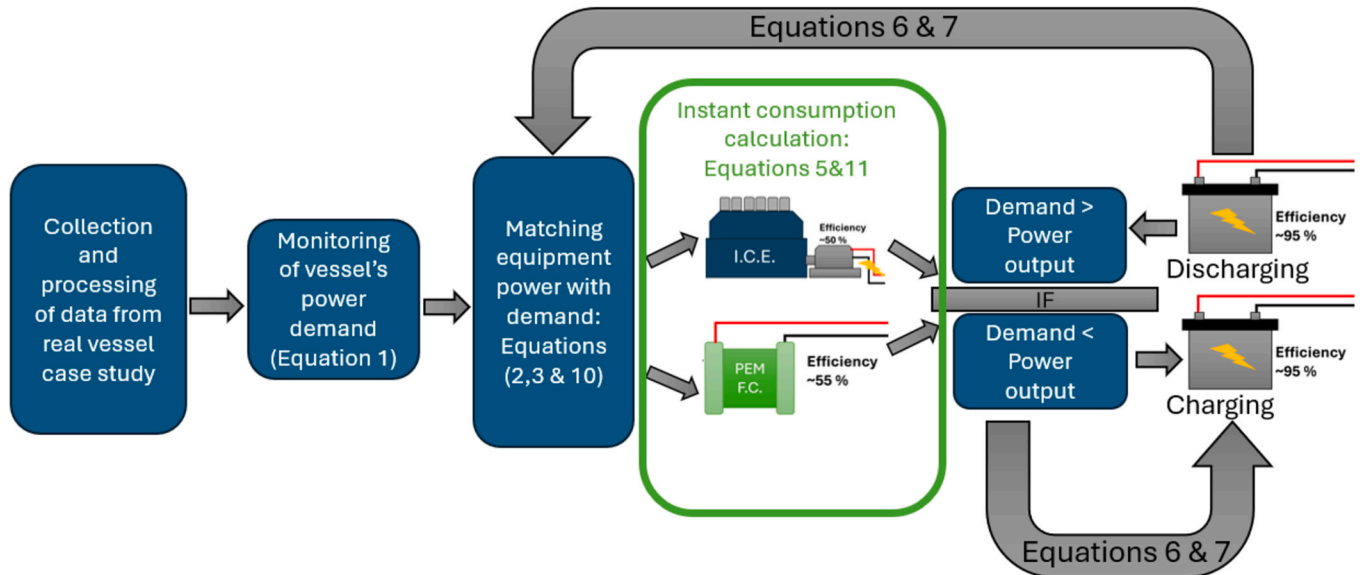 Equations 6 & 7
Collection
and
processing
of data from
real vessel
case study
Monitoring
of vessel's
power
demand
(Equation 1)
Matching
equipment
power with
demand:
Equations
(2,3 & 10)
Instant consumption
calculation:
Equations 5&11
I.C.E.
Efficiency
~50 %
PEM
F.C.
Efficiency
~55 %
Demand >
Power
output
IF
Demand <
Power
output
Efficiency
~95 %
Discharging
Efficiency
~95 %
Charging
Equations 6 & 7